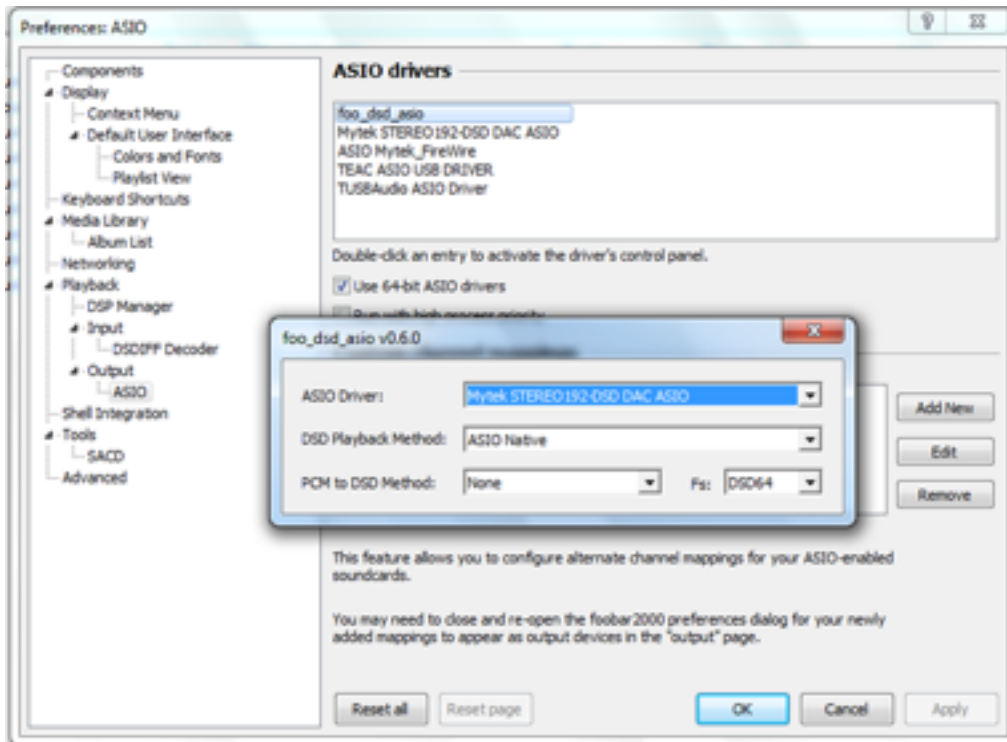 Preferences: ASIO
Components
Display
Context Menu
Default User Interface
Colors and Fonts
Playlist View
Keyboard Shortcuts
Media Library
Album List
Networking
Playback
DSP Manager
Input
DSDIFF Decoder
Output
ASIO
Shell Integration
Tools
SACD
Advanced
ASIO drivers
foo_dsd_asio
Mytek STEREO192-DSD DAC ASIO
ASIO Mytek_FireWire
TEAC ASIO USB DRIVER
TUSBAudio ASIO Driver
Double-click an entry to activate the driver's control panel.
Use 64-bit ASIO drivers
Run with high process priority
foo_dsd_asio v0.6.0
ASIO Driver: Mytek STEREO192-DSD DAC ASIO
DSD Playback Method: ASIO Native
PCM to DSD Method: None Fs: DSD64
Add New
Edit
Remove
This feature allows you to configure alternate channel mappings for your ASIO-enabled
soundcards.
You may need to close and re-open the foobar2000 preferences dialog for your newly
added mappings to appear as output devices in the "output" page.
Reset all Reset page OK Cancel Apply